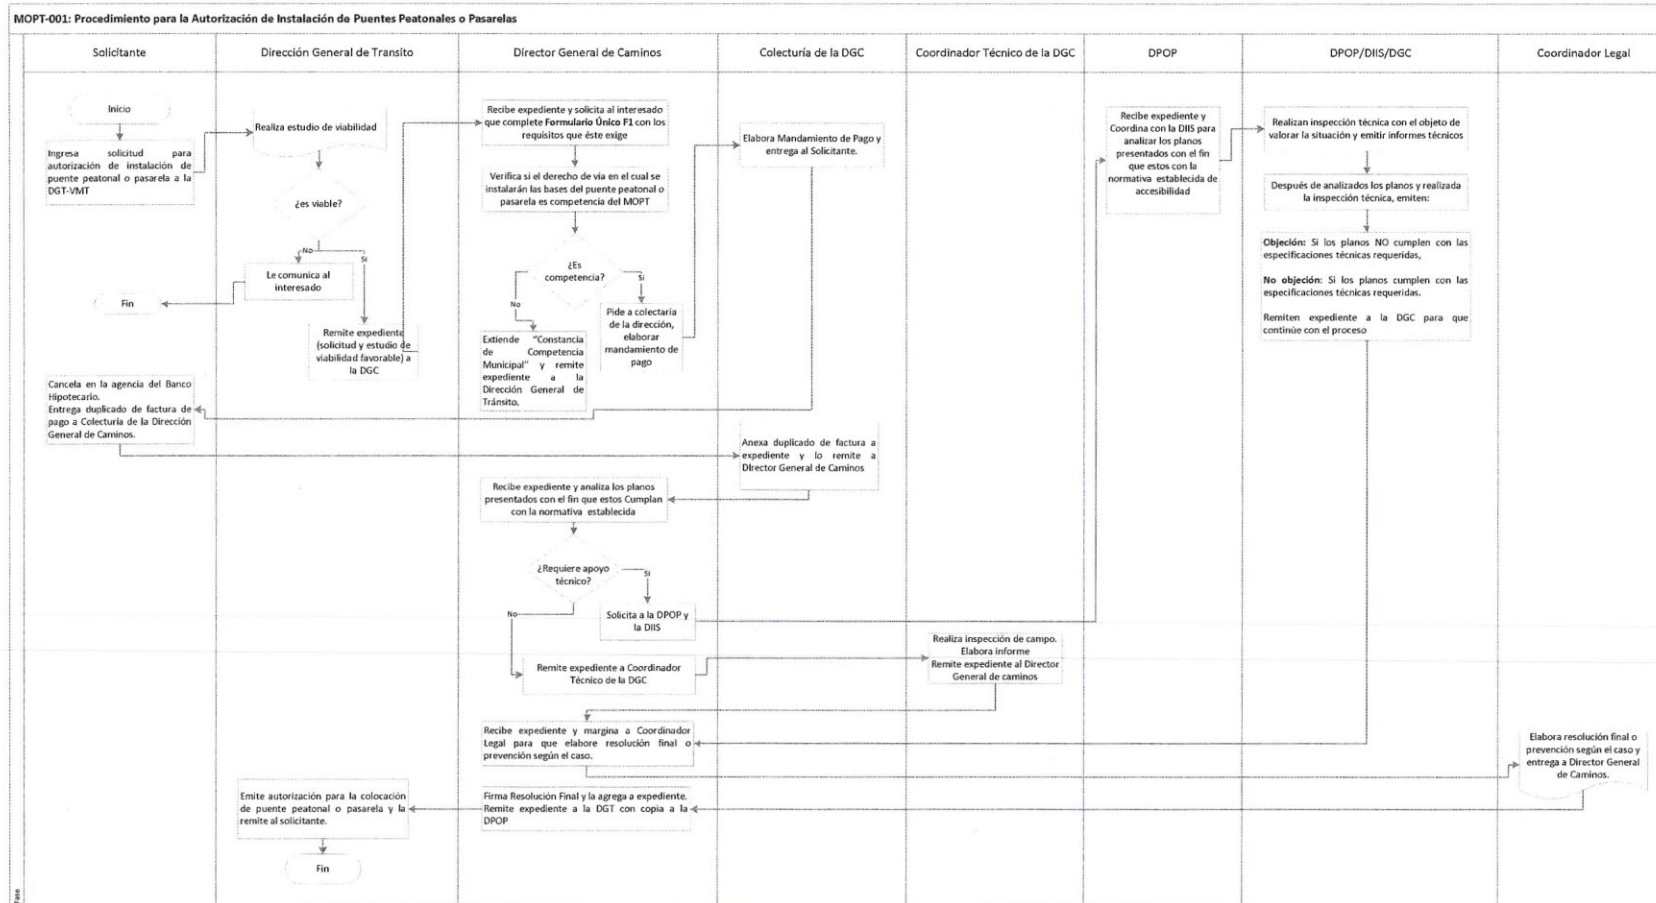 MOPT-001: Procedimiento para la Autorización de Instalación de Puentes Peatonales o Pasarelas
Solicitante
Dirección General de Transito
Director General de Caminos
Colecturía de la DGC
Coordinador Técnico de la DGC
DPOP
DPOP/DIIS/DGC
Coordinador Legal
Inicio
Ingresa solicitud para
autorización de instalación de
puente peatonal o pasarela a la
DGT-VMT
Realiza estudio de viabilidad
¿es viable?
No
Si
Le comunica al
interesado
Fin
Remite expediente
(solicitud y estudio de
viabilidad favorable) a
la DGC
Recibe expediente y solicita al interesado
que complete Formulario Único F1 con los
requisitos que éste exige
Verifica si el derecho de vía en el cual se
instalarán las bases del puente peatonal o
pasarela es competencia del MOPT
¿Es
competencia?
Si
No
Pide a colectaría
de la dirección,
elaborar
mandamiento de
pago
Extiende "Constancia
de Competencia
Municipal" y remite
expediente a la
Dirección General de
Tránsito.
Elabora Mandamiento de Pago y
entrega al Solicitante.
Cancela en la agencia del Banco
Hipotecario.
Entrega duplicado de factura de
pago a Colecturía de la Dirección
General de Caminos.
Anexa duplicado de factura a
expediente y lo remite a
Director General de Caminos
Recibe expediente y analiza los planos
presentados con el fin que estos Cumplan
con la normativa establecida
¿Requiere apoyo
técnico?
Si
No
Solicita a la DPOP y
la DIIS
Remite expediente a Coordinador
Técnico de la DGC
Recibe expediente y
Coordina con la DIIS para
analizar los planos
presentados con el fin
que estos con la
normativa establecida de
accesibilidad
Realizan inspección técnica con el objeto de
valorar la situación y emitir informes técnicos
Después de analizados los planos y realizada
la inspección técnica, emiten:
Objeción: Si los planos NO cumplen con las
especificaciones técnicas requeridas,
No objeción: Si los planos cumplen con las
especificaciones técnicas requeridas.
Remiten expediente a la DGC para que
continúe con el proceso
Realiza inspección de campo.
Elabora informe
Remite expediente al Director
General de caminos
Recibe expediente y margina a Coordinador
Legal para que elabore resolución final o
prevención según el caso.
Elabora resolución final o
prevención según el caso y
entrega a Director General
de Caminos.
Firma Resolución Final y la agrega a expediente.
Remite expediente a la DGT con copia a la
DPOP
Emite autorización para la colocación
de puente peatonal o pasarela y la
remite al solicitante.
Fin
Fase